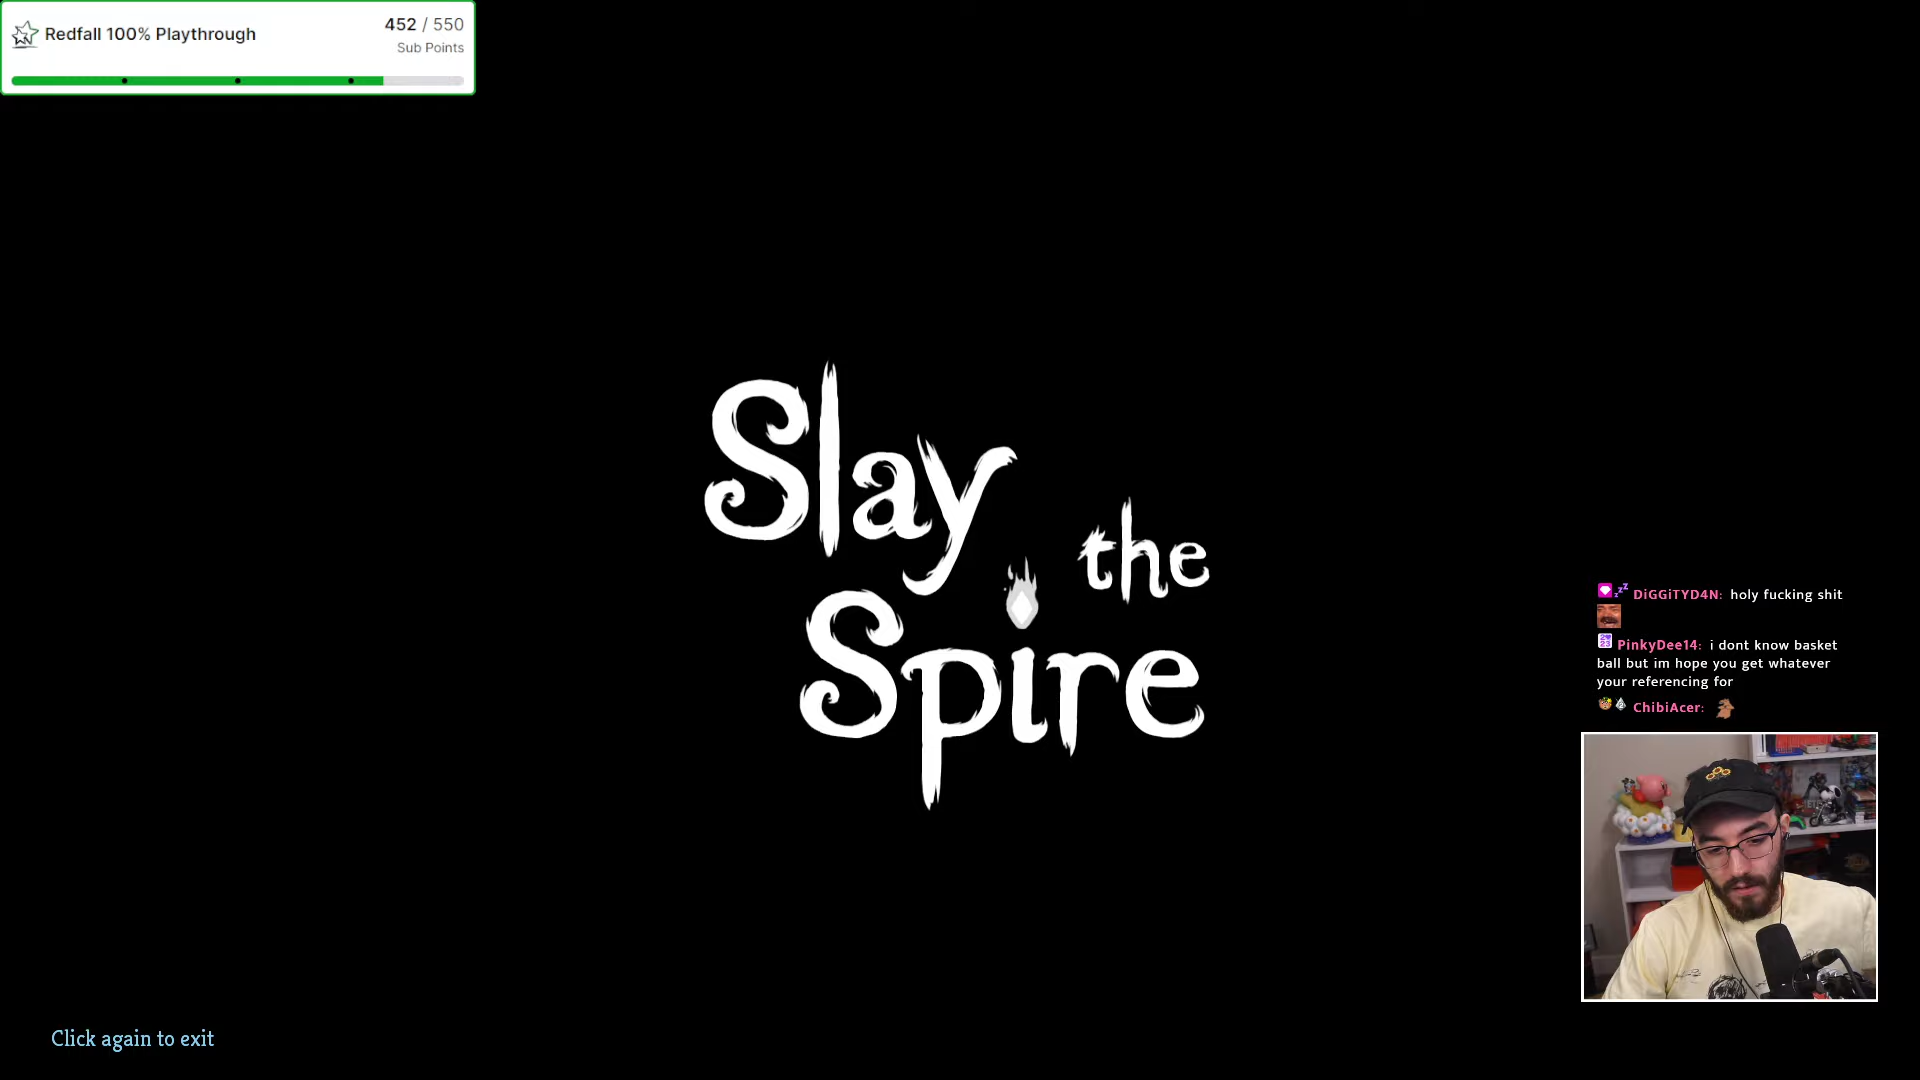 Redfall 100% Playthrough
452 / 550
Sub Points
Slay
the
Spire
DiGGiTYD4N: holy fucking shit
PinkyDee14: i dont know basket
ball but im hope you get whatever
your referencing for
ChibiAcer:
Click again to exit